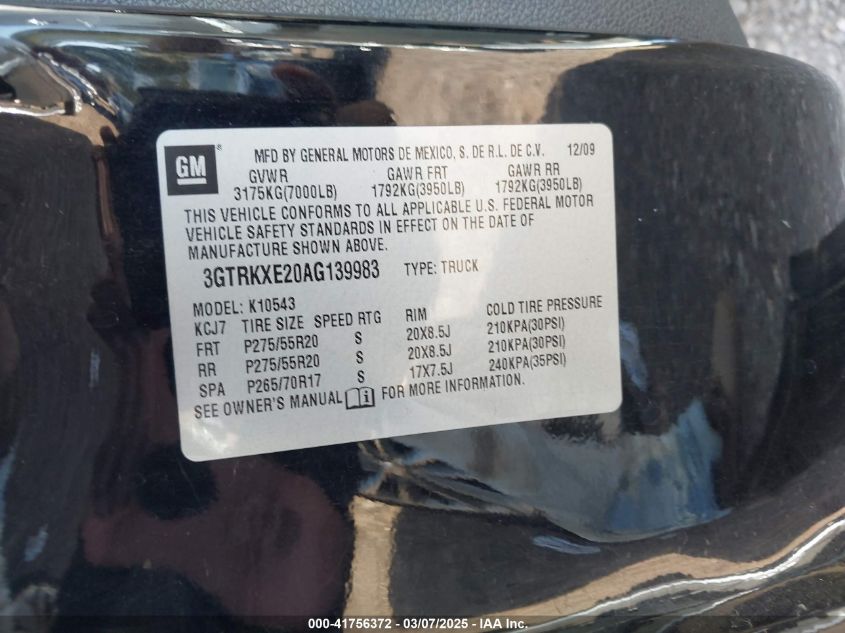 GM
MFD BY GENERAL MOTORS DE MEXICO, S. DE R.L. DE C.V. 12/09
GVWR GAWR FRT GAWR RR
3175KG(7000LB) 1792KG(3950LB) 1792KG(3950LB)
THIS VEHICLE CONFORMS TO ALL APPLICABLE U.S. FEDERAL MOTOR
VEHICLE SAFETY STANDARDS IN EFFECT ON THE DATE OF
MANUFACTURE SHOWN ABOVE.
3GTRKXE20AG139983 TYPE: TRUCK
MODEL: K10543
KCJ7 TIRE SIZE SPEED RTG RIM COLD TIRE PRESSURE
FRT P275/55R20 S 20X8.5J 210KPA(30PSI)
RR P275/55R20 S 20X8.5J 210KPA(30PSI)
SPA P265/70R17 S 17X7.5J 240KPA(35PSI)
SEE OWNER'S MANUAL i FOR MORE INFORMATION.
000-41756372 — 03/07/2025 — IAA Inc.